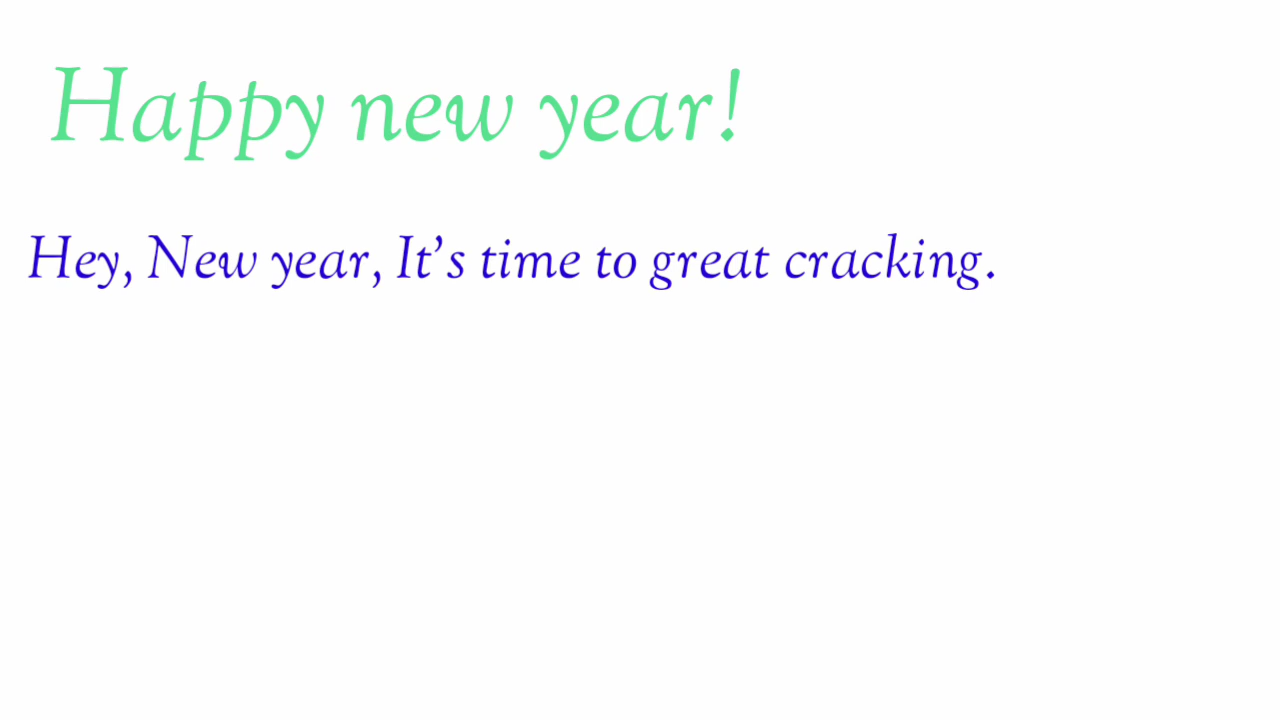 Happy new year!
Hey, New year, It’s time to great cracking.